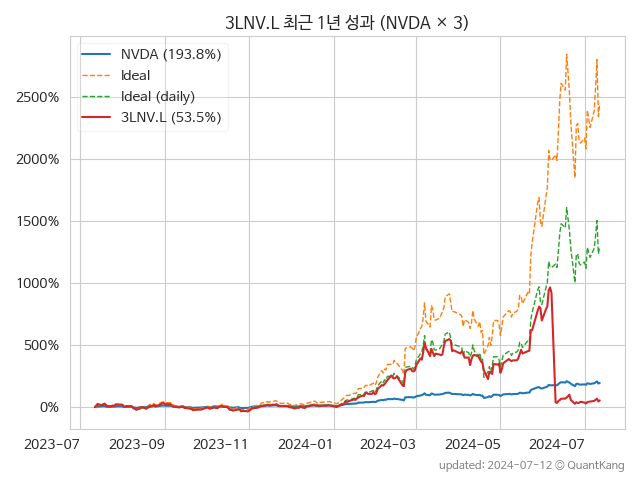 3LNV.L 최근 1년 성과 (NVDA × 3)
NVDA (193.8%)
Ideal
Ideal (daily)
3LNV.L (53.5%)
2500%
2000%
1500%
1000%
500%
0%
2023-07 2023-09 2023-11 2024-01 2024-03 2024-05 2024-07
updated: 2024-07-12 © QuantKang